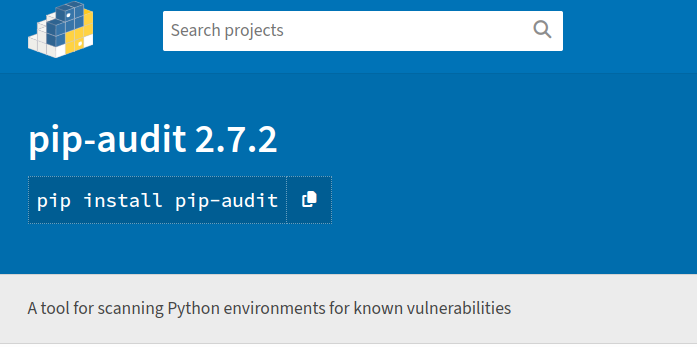 Search projects
pip-audit 2.7.2
pip install pip-audit
A tool for scanning Python environments for known vulnerabilities